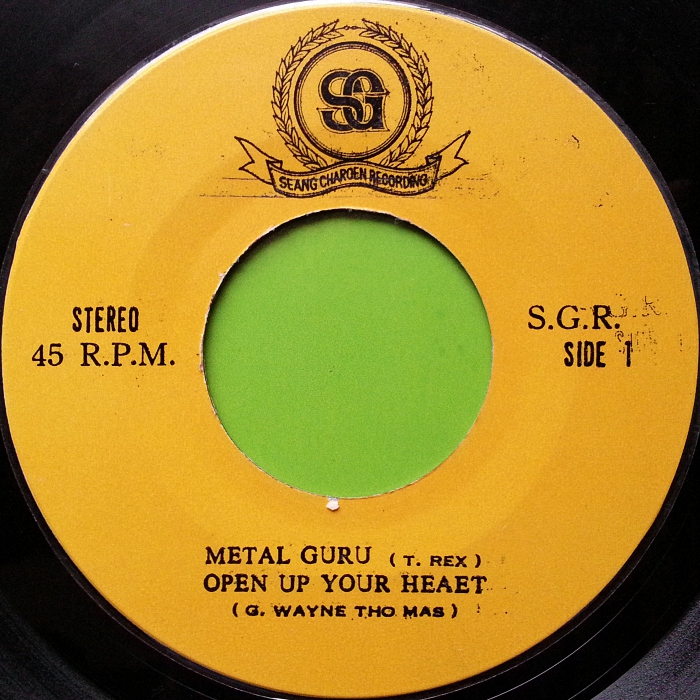 SG
SEANG CHAROEN RECORDING
STEREO
45 R.P.M.
S.G.R.
SIDE 1
METAL GURU (T. REX)
OPEN UP YOUR HEAET
(G. WAYNE THO MAS)